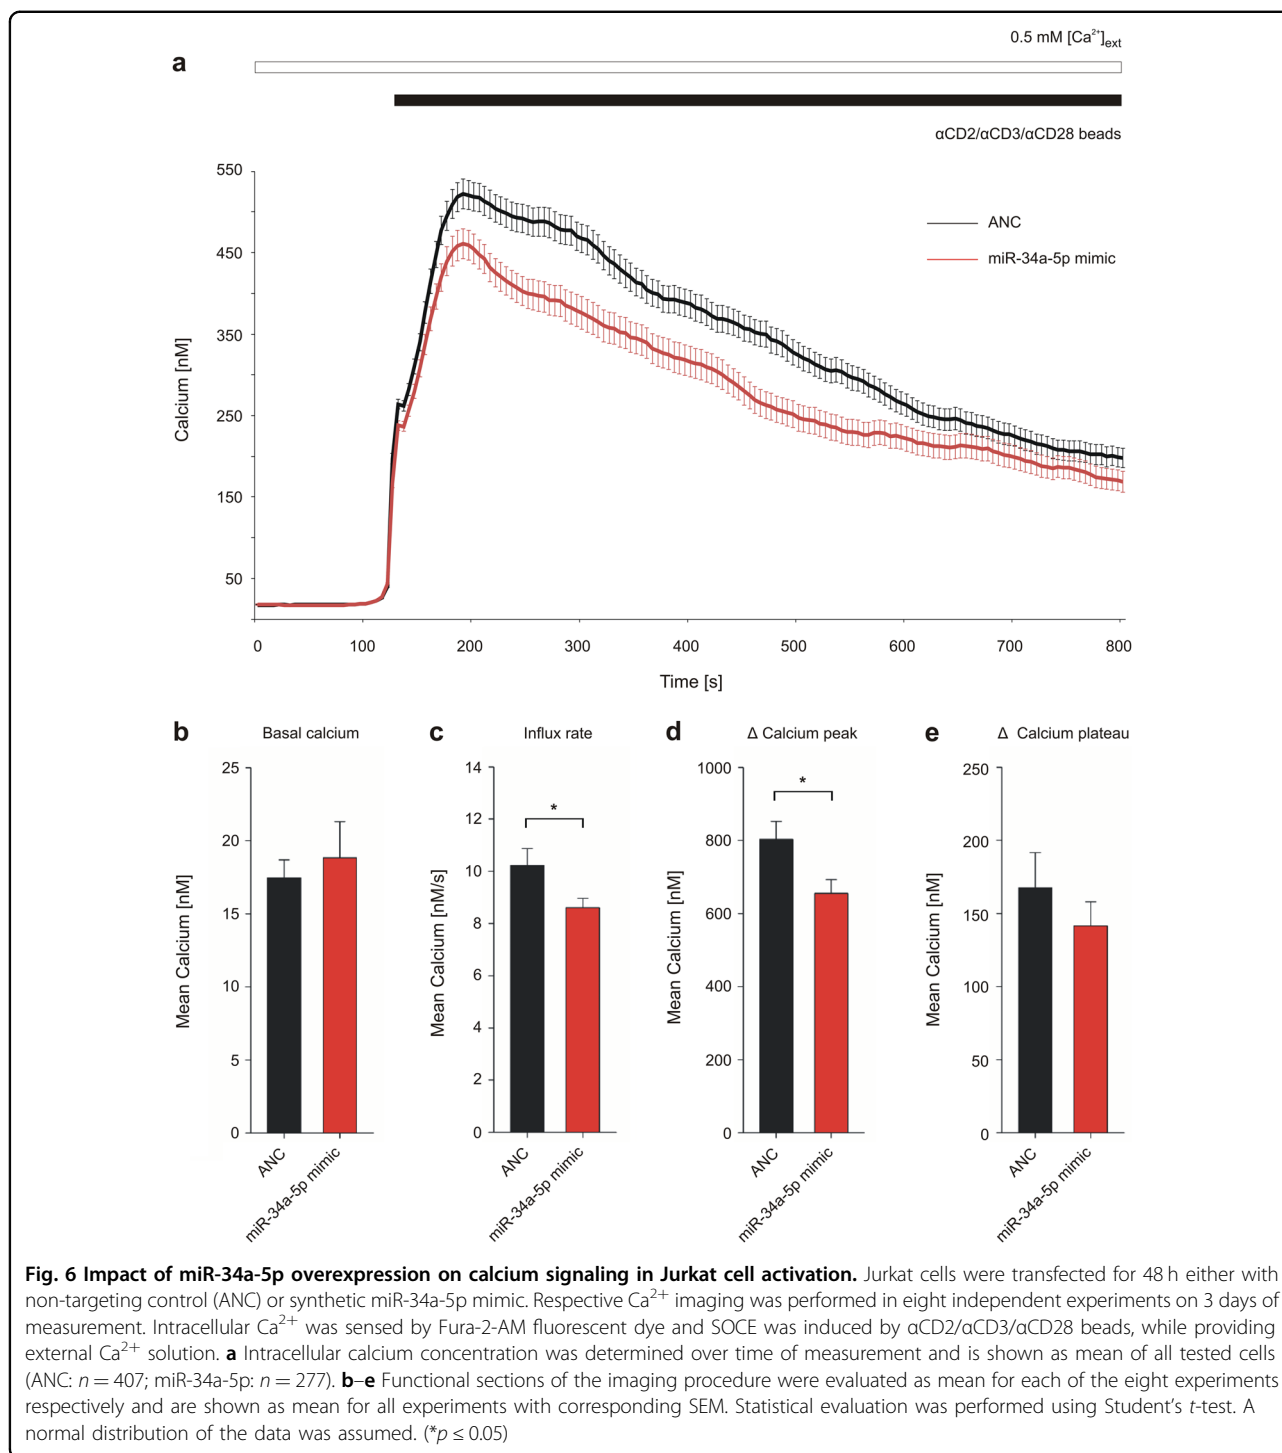 0.5 mM [Ca²⁺]ext
a
αCD2/αCD3/αCD28 beads
550
450
350
250
150
50
Calcium [nM]
ANC
miR-34a-5p mimic
0 100 200 300 400 500 600 700 800
Time [s]
b Basal calcium
25
20
15
10
5
0
Mean Calcium [nM]
ANC
miR-34a-5p mimic
c Influx rate
14
12
10
8
6
4
2
0
Mean Calcium [nM/s]
*
ANC
miR-34a-5p mimic
d Δ Calcium peak
1000
800
600
400
200
0
Mean Calcium [nM]
*
ANC
miR-34a-5p mimic
e Δ Calcium plateau
250
200
150
100
50
0
Mean Calcium [nM]
ANC
miR-34a-5p mimic
Fig. 6 Impact of miR-34a-5p overexpression on calcium signaling in Jurkat cell activation. Jurkat cells were transfected for 48 h either with
non-targeting control (ANC) or synthetic miR-34a-5p mimic. Respective Ca²⁺ imaging was performed in eight independent experiments on 3 days of
measurement. Intracellular Ca²⁺ was sensed by Fura-2-AM fluorescent dye and SOCE was induced by αCD2/αCD3/αCD28 beads, while providing
external Ca²⁺ solution. a Intracellular calcium concentration was determined over time of measurement and is shown as mean of all tested cells
(ANC: n = 407; miR-34a-5p: n = 277). b–e Functional sections of the imaging procedure were evaluated as mean for each of the eight experiments
respectively and are shown as mean for all experiments with corresponding SEM. Statistical evaluation was performed using Student's t-test. A
normal distribution of the data was assumed. (*p ≤ 0.05)